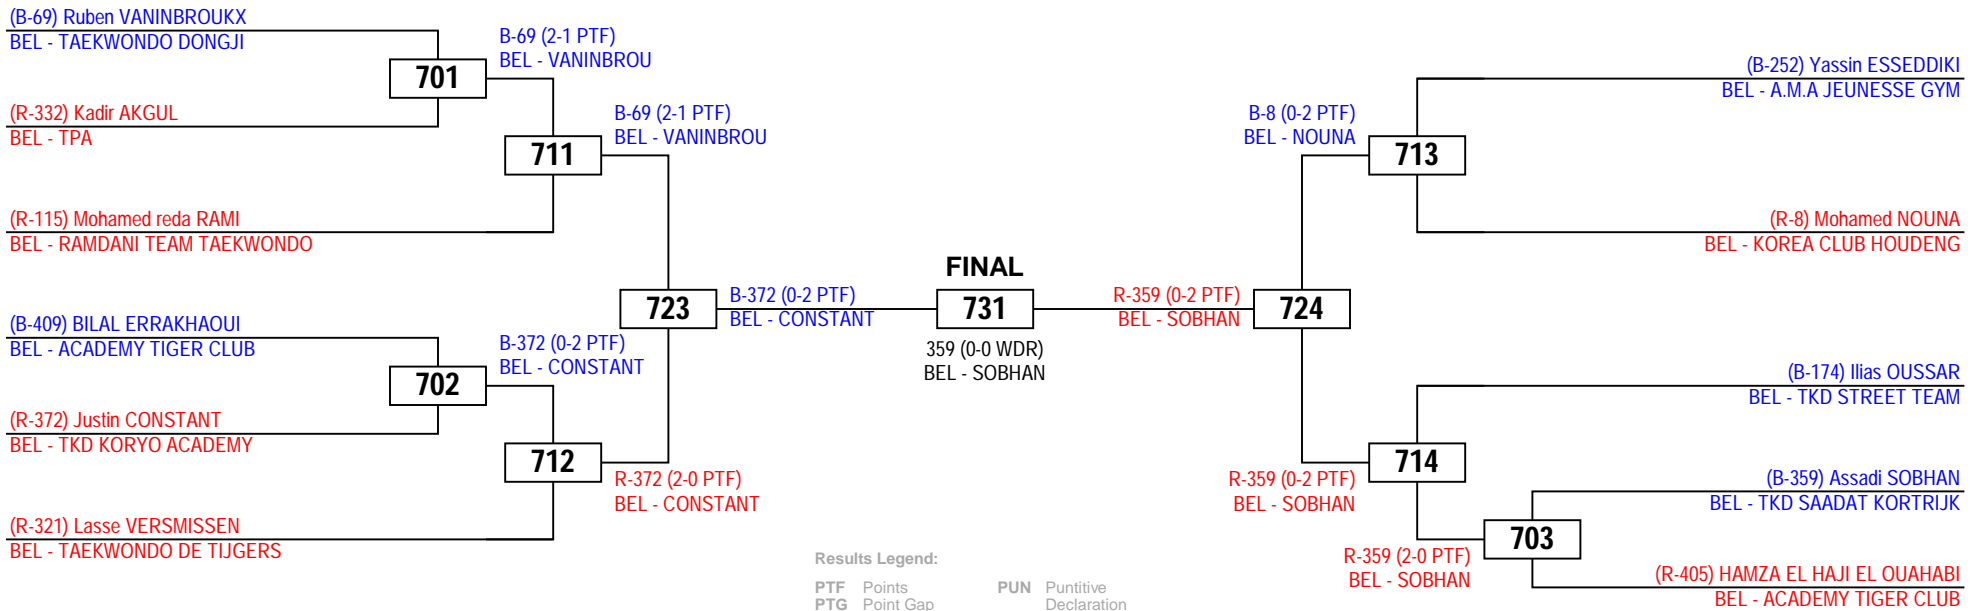 (B-69) Ruben VANINBROUKX
BEL - TAEKWONDO DONGJI
701
B-69 (2-1 PTF)
BEL - VANINBROU
(R-332) Kadir AKGUL
BEL - TPA
711
B-69 (2-1 PTF)
BEL - VANINBROU
(R-115) Mohamed reda RAMI
BEL - RAMDANI TEAM TAEKWONDO
723
B-372 (0-2 PTF)
BEL - CONSTANT
(B-409) BILAL ERRAKHAOUI
BEL - ACADEMY TIGER CLUB
702
B-372 (0-2 PTF)
BEL - CONSTANT
(R-372) Justin CONSTANT
BEL - TKD KORYO ACADEMY
712
R-372 (2-0 PTF)
BEL - CONSTANT
(R-321) Lasse VERSMISSEN
BEL - TAEKWONDO DE TIJGERS
FINAL
731
359 (0-0 WDR)
BEL - SOBHAN
(B-252) Yassin ESSEDDIKI
BEL - A.M.A JEUNESSE GYM
B-8 (0-2 PTF)
BEL - NOUNA
713
(R-8) Mohamed NOUNA
BEL - KOREA CLUB HOUDENG
R-359 (0-2 PTF)
BEL - SOBHAN
724
(B-174) Ilias OUSSAR
BEL - TKD STREET TEAM
714
R-359 (0-2 PTF)
BEL - SOBHAN
(B-359) Assadi SOBHAN
BEL - TKD SAADAT KORTRIJK
703
R-359 (2-0 PTF)
BEL - SOBHAN
(R-405) HAMZA EL HAJI EL OUAHABI
BEL - ACADEMY TIGER CLUB
Results Legend:
PTF Points
PTG Point Gap
PUN Puntitive
Declaration